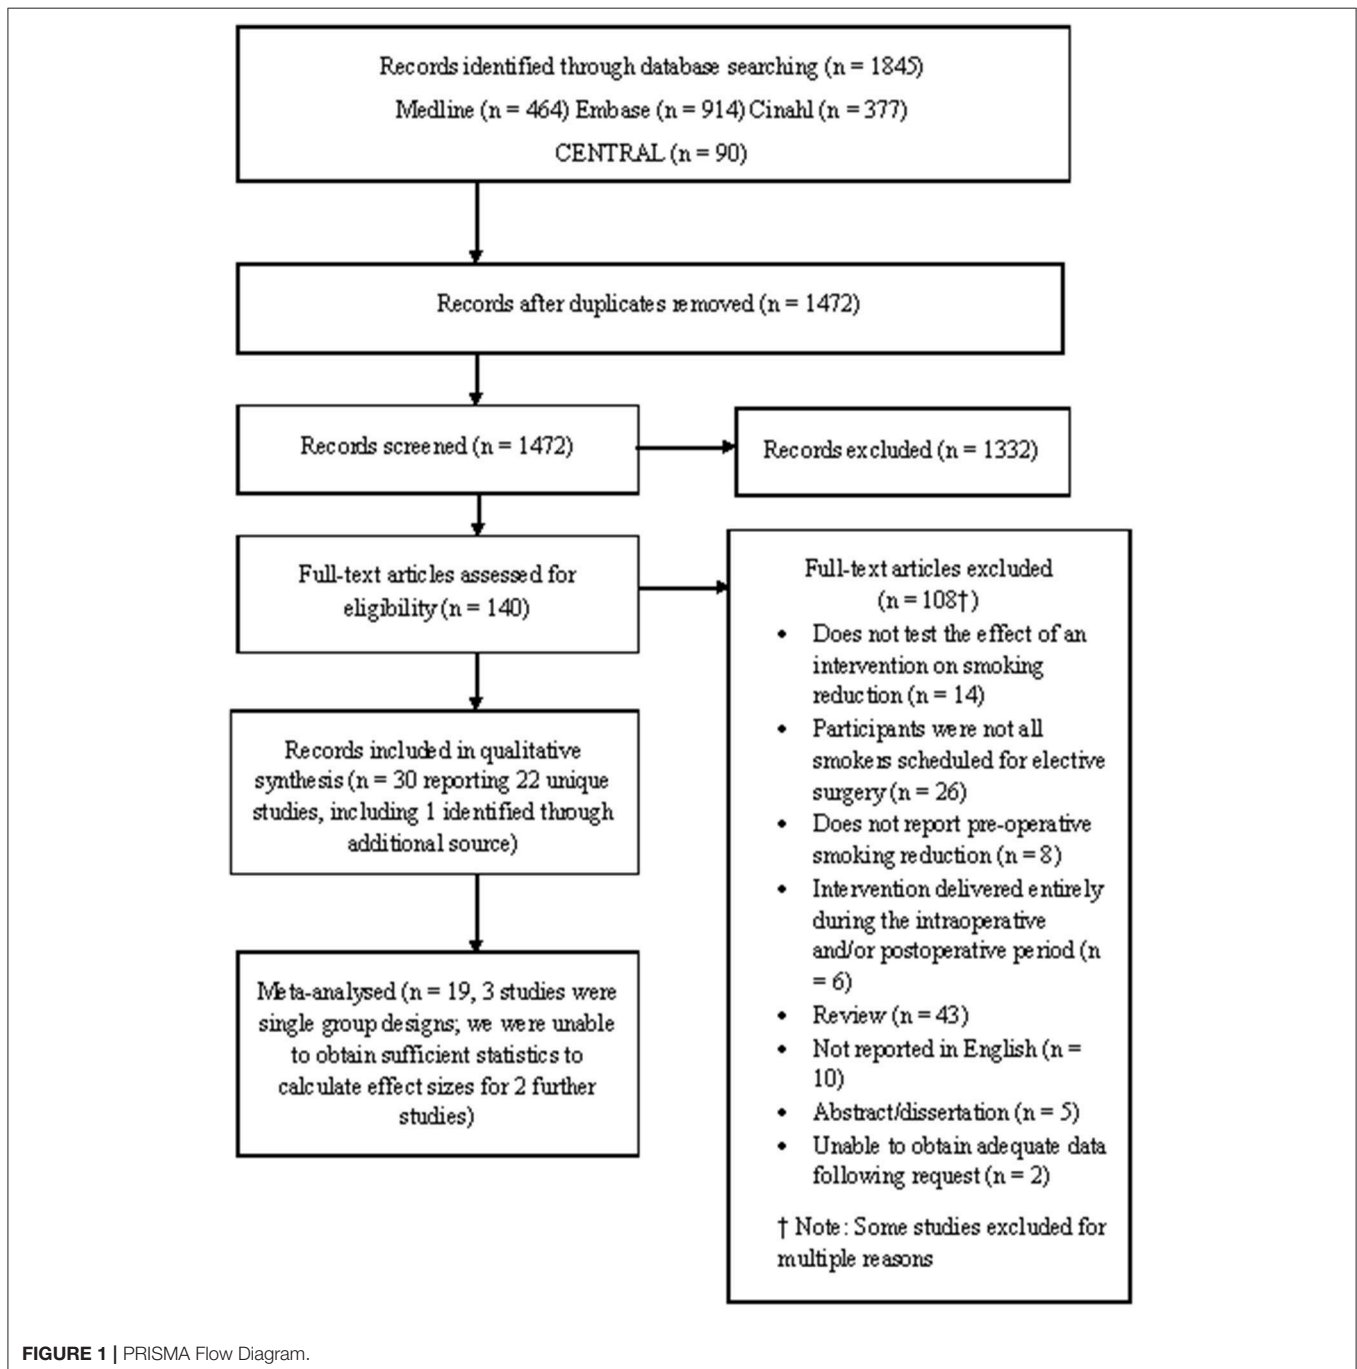 Records identified through database searching (n = 1845)
Medline (n = 464) Embase (n = 914) Cinahl (n = 377)
CENTRAL (n = 90)
Records after duplicates removed (n = 1472)
Records screened (n = 1472)
Records excluded (n = 1332)
Full-text articles assessed for
eligibility (n = 140)
Full-text articles excluded
(n = 108†)
• Does not test the effect of an
intervention on smoking
reduction (n = 14)
• Participants were not all
smokers scheduled for elective
surgery (n = 26)
• Does not report pre-operative
smoking reduction (n = 8)
• Intervention delivered entirely
during the intraoperative
and/or postoperative period (n
= 6)
• Review (n = 43)
• Not reported in English (n =
10)
• Abstract/dissertation (n = 5)
• Unable to obtain adequate data
following request (n = 2)
† Note: Some studies excluded for
multiple reasons
Records included in qualitative
synthesis (n = 30 reporting 22 unique
studies, including 1 identified through
additional source)
Meta-analysed (n = 19, 3 studies were
single group designs; we were unable
to obtain sufficient statistics to
calculate effect sizes for 2 further
studies)
FIGURE 1 | PRISMA Flow Diagram.